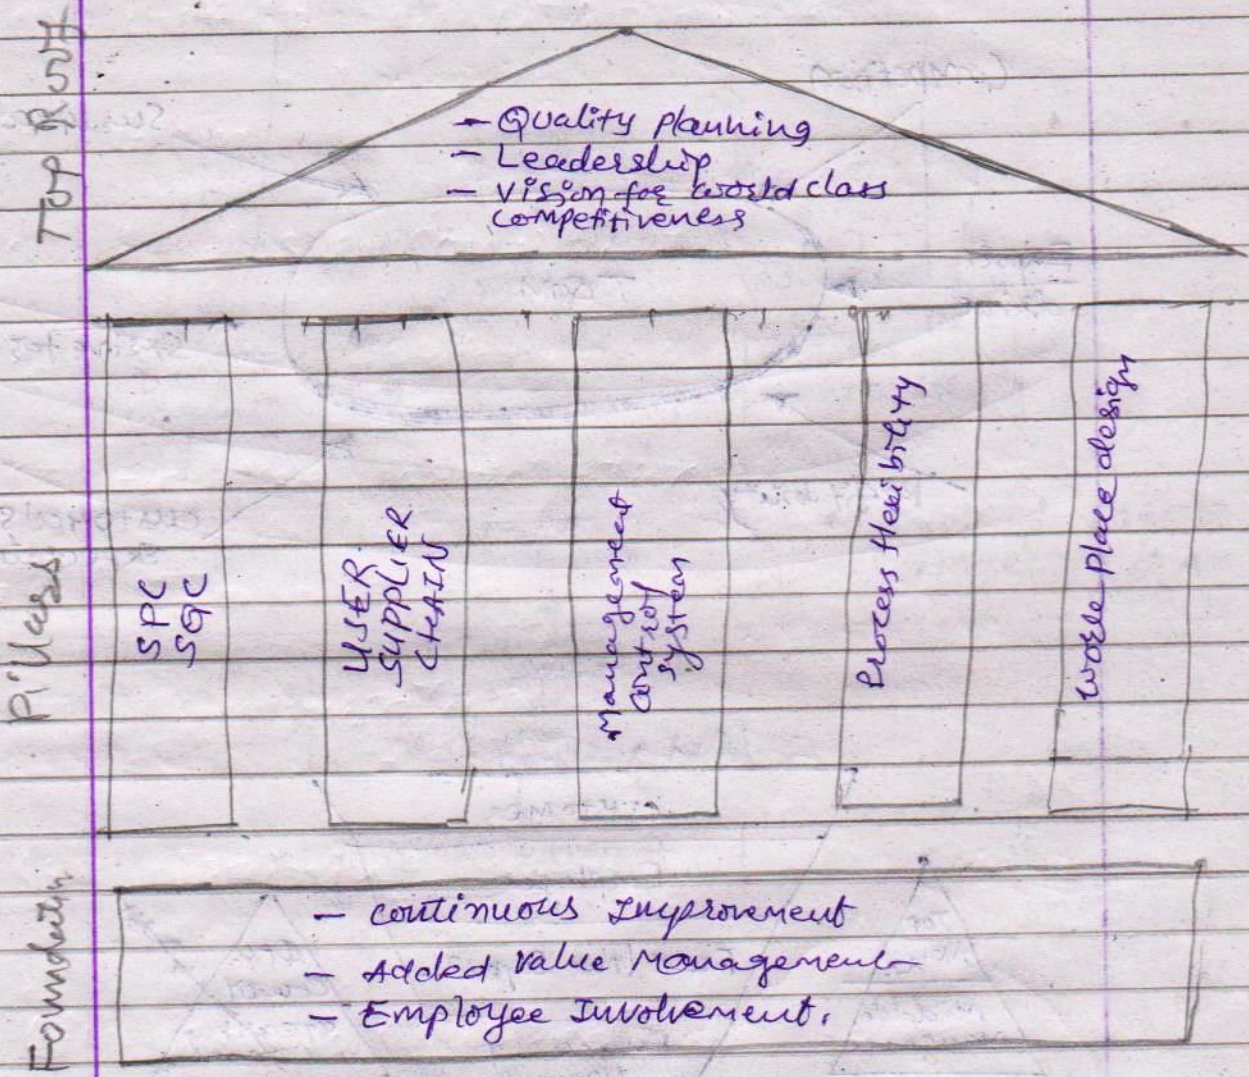 Top Roof
- Quality planning
- Leadership
- Vision for world class
competitiveness
Pillars
SPC
SQC
USER
SUPPLIER
CHAIN
Management
Control
system
Process flexibility
Work place design
Foundation
- continuous Improvement
- Added value Management
- Employee Involvement.